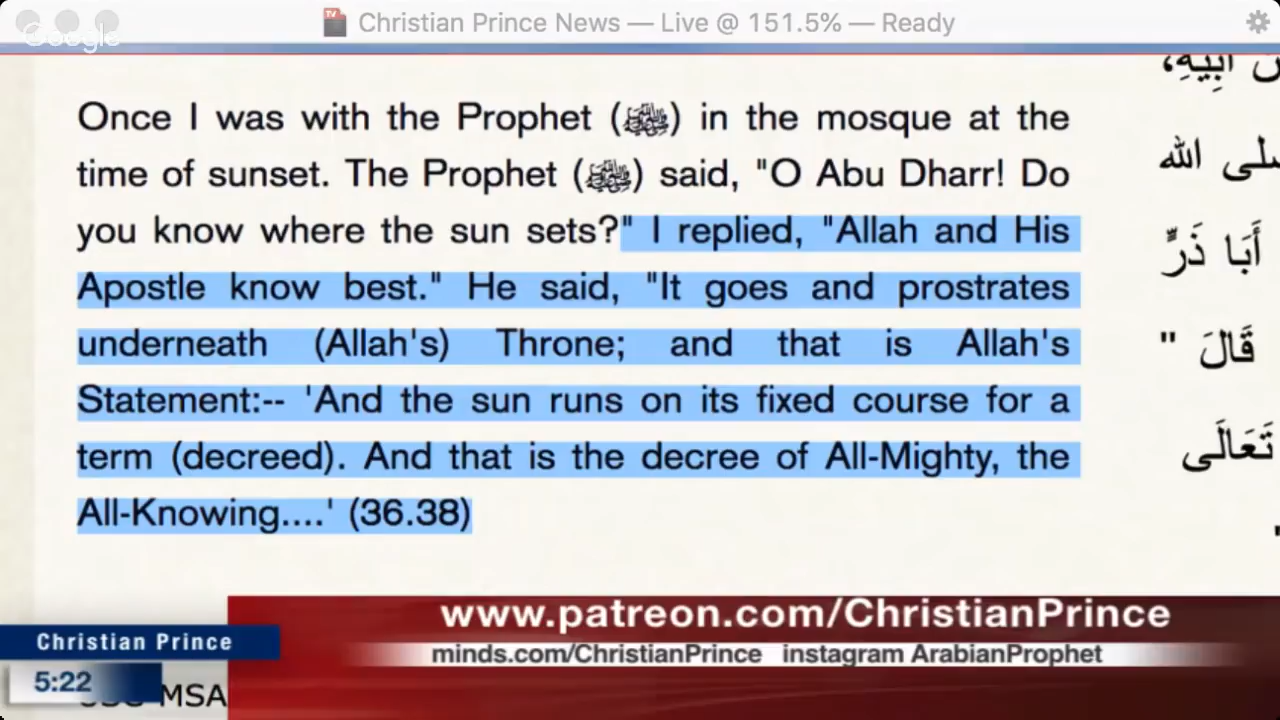 Google
Christian Prince News — Live @ 151.5% — Ready
Once I was with the Prophet (ﷺ) in the mosque at the
time of sunset. The Prophet (ﷺ) said, "O Abu Dharr! Do
you know where the sun sets?" I replied, "Allah and His
Apostle know best." He said, "It goes and prostrates
underneath (Allah's) Throne; and that is Allah's
Statement:-- 'And the sun runs on its fixed course for a
term (decreed). And that is the decree of All-Mighty, the
All-Knowing....' (36.38)
أَبِيهِ،
الله
أَبَا ذَرٍّ
قَالَ "
تَعَالَى
www.patreon.com/ChristianPrince
Christian Prince
minds.com/ChristianPrince instagram ArabianProphet
5:22
MSA